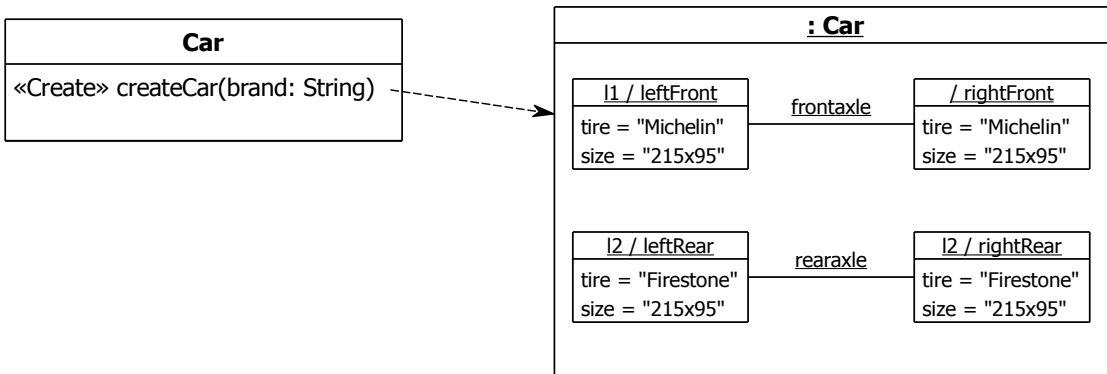 Car
«Create» createCar(brand: String)
: Car
l1 / leftFront
tire = "Michelin"
size = "215x95"
frontaxle
/ rightFront
tire = "Michelin"
size = "215x95"
l2 / leftRear
tire = "Firestone"
size = "215x95"
rearaxle
l2 / rightRear
tire = "Firestone"
size = "215x95"